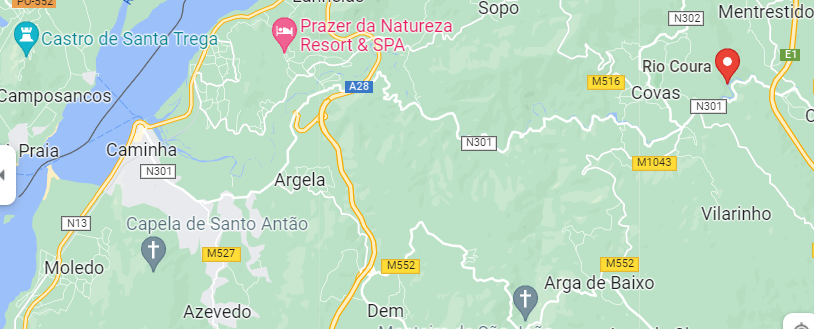 PO-552
Lanhelas
Sopo
N302
Mentrestido
Castro de Santa Trega
Prazer da Natureza
Resort & SPA
E1
Rio Coura
M516
Covas
A28
Camposancos
N301
N301
Praia
Caminha
N301
M1043
Argela
Vilarinho
N13
Capela de Santo Antão
M527
M552
M552
Moledo
Arga de Baixo
Azevedo
Dem